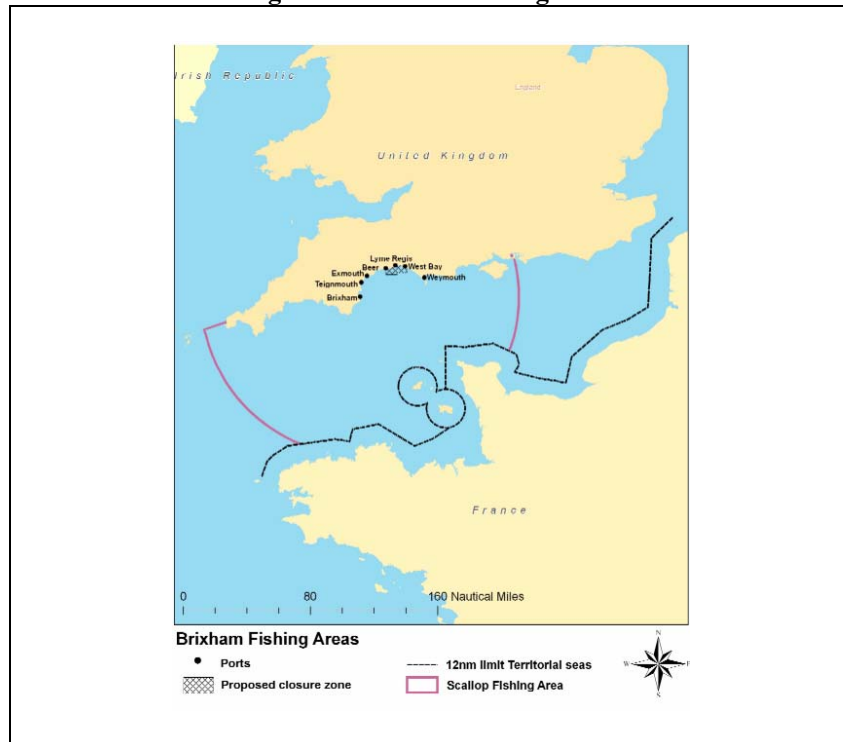 Irish Republic
England
United Kingdom
Lyme Regis
Beer
West Bay
Exmouth
Weymouth
Teignmouth
Brixham
France
0 80 160 Nautical Miles
Brixham Fishing Areas
Ports
12nm limit Territorial seas
Proposed closure zone
Scallop Fishing Area
N
W
S